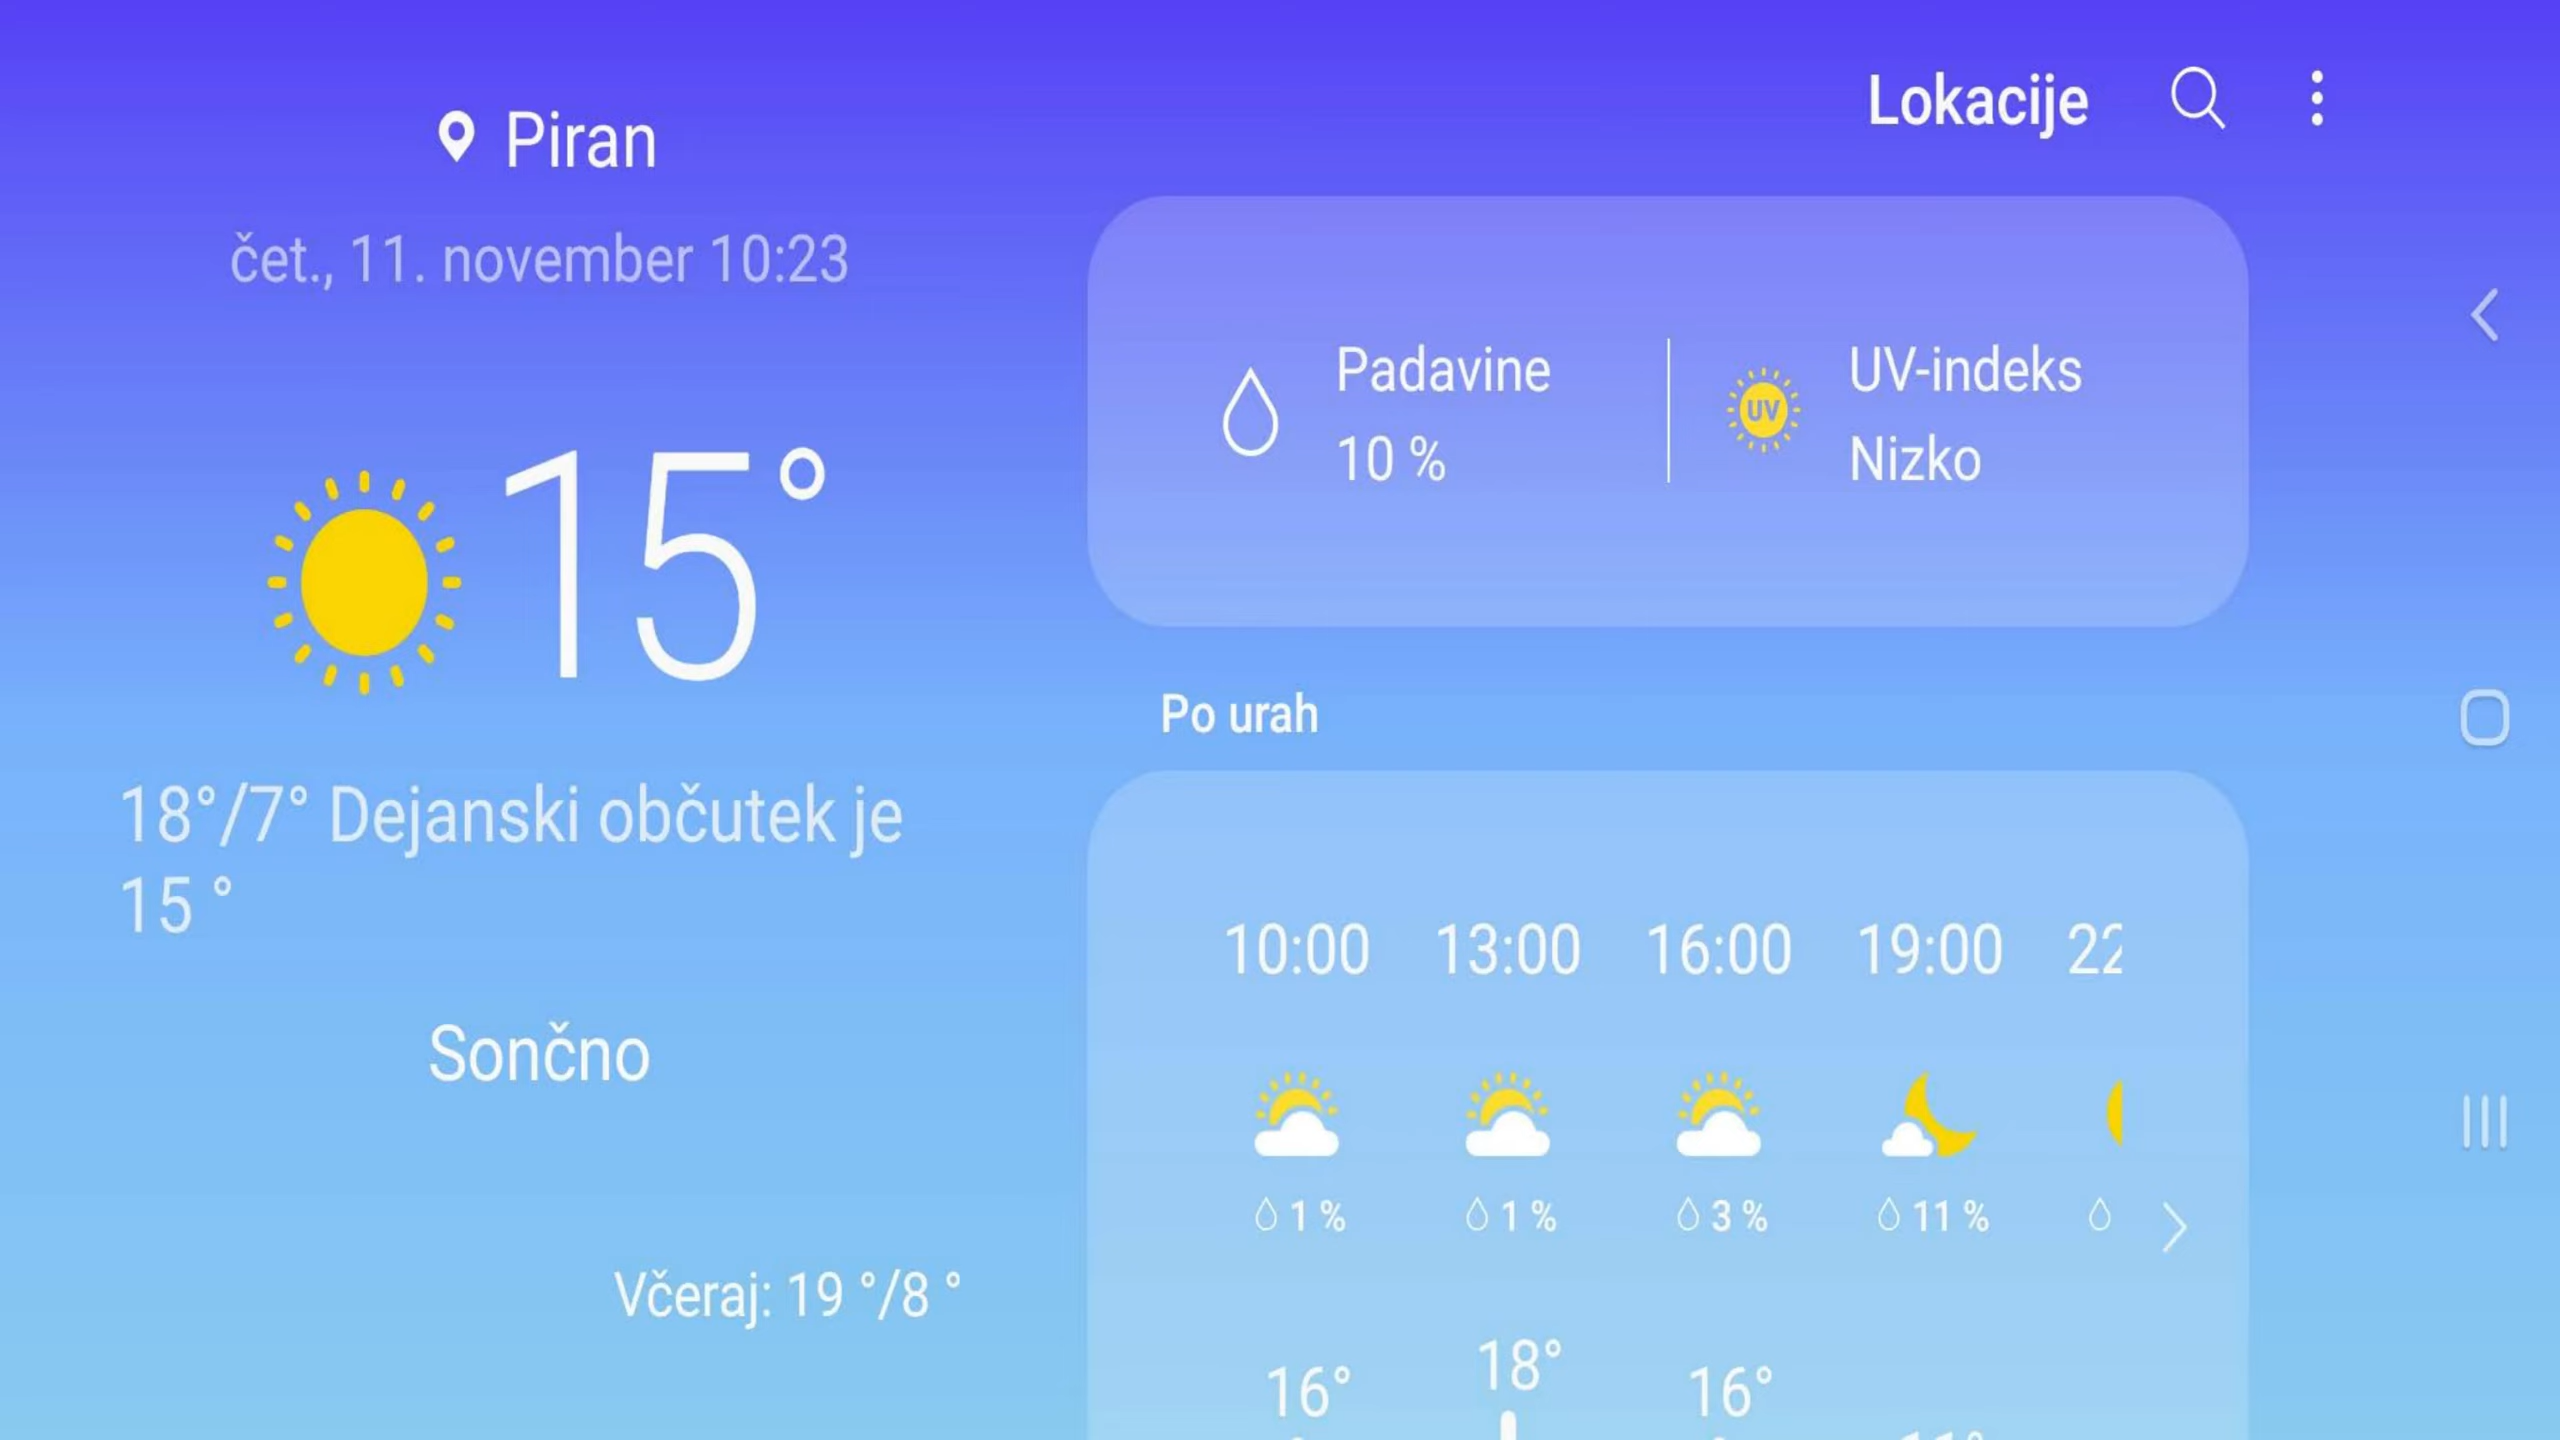 Piran
čet., 11. november 10:23
15°
18°/7° Dejanski občutek je
15 °
Sončno
Včeraj: 19 °/8 °
Lokacije
Padavine
10 %
UV UV-indeks
Nizko
Po urah
10:00 13:00 16:00 19:00 22
1 % 1 % 3 % 11 %
16° 18° 16°